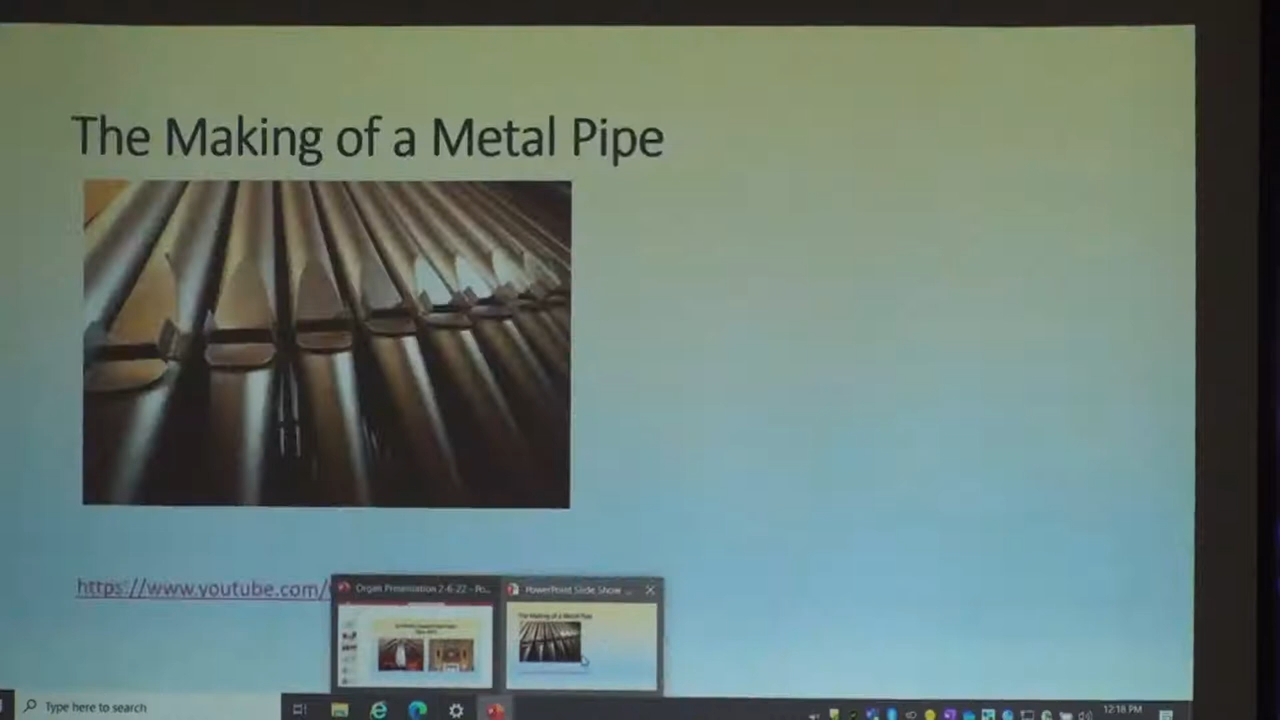 The Making of a Metal Pipe
https://www.youtube.com/
Organ Presentation 2-6-22 - Po...
PowerPoint Slide Show ...
The Making of a Metal Pipe
Type here to search
12:18 PM